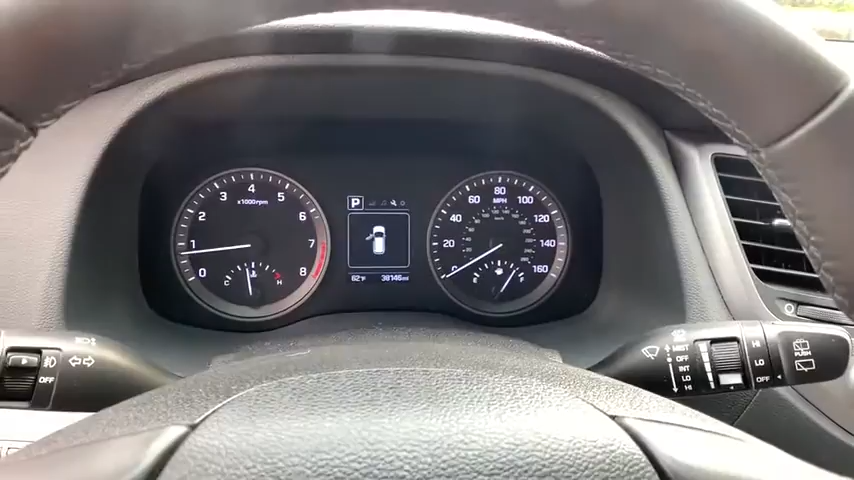 4
3 5
x1000rpm
2 6
1 7
0 8
C H
P
62°F 38146mi
80
60 100
MPH
40 120
20 140
0 160
E F
OFF
MIST
OFF
INT
LO
HI
HI
LO
OFF
PUSH